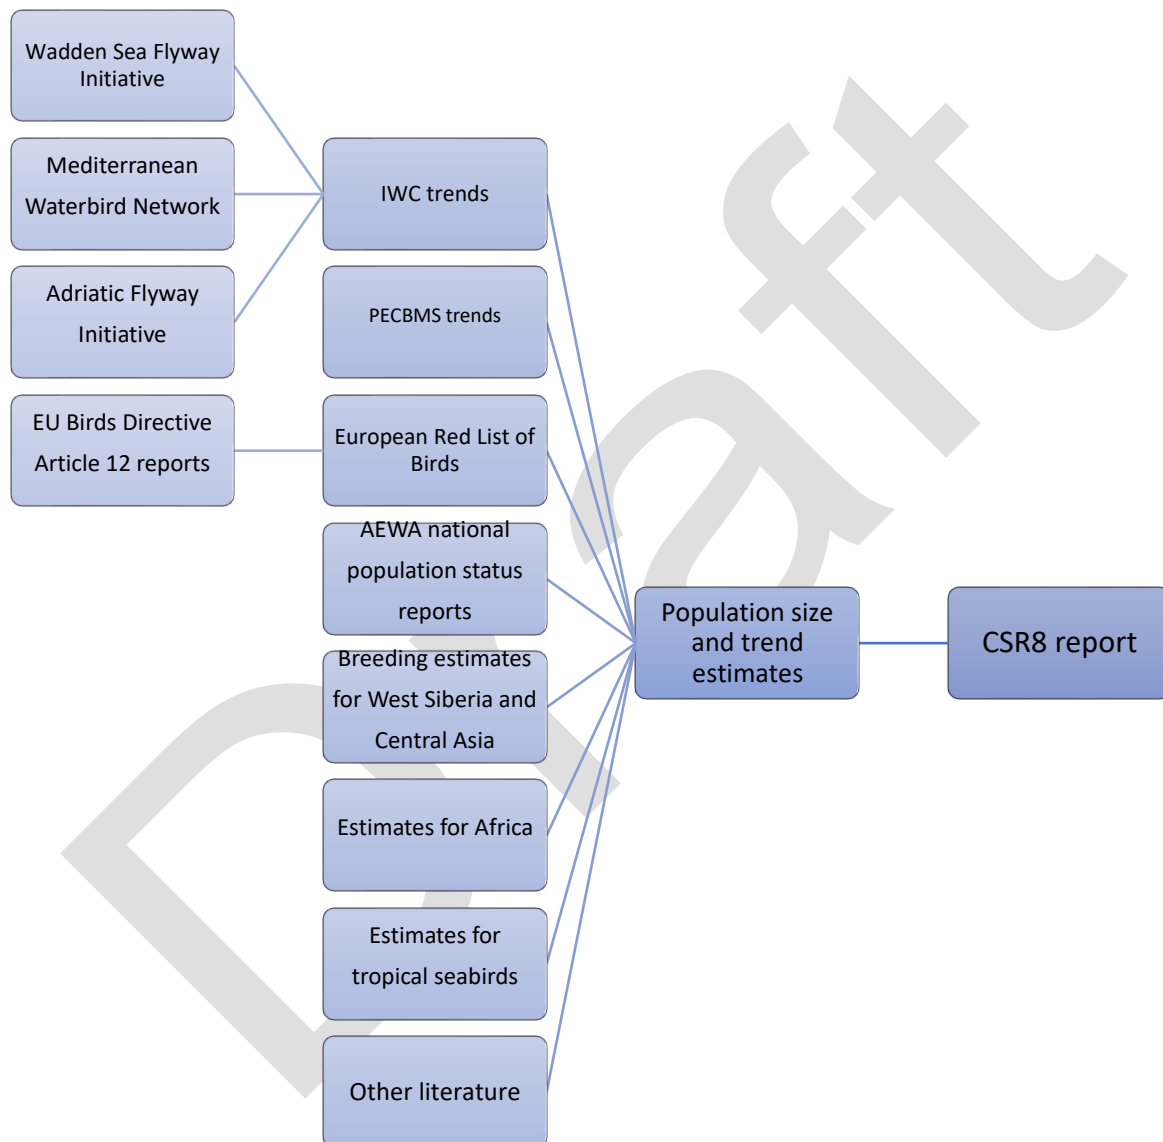 Wadden Sea Flyway
Initiative
Mediterranean
Waterbird Network
Adriatic Flyway
Initiative
EU Birds Directive
Article 12 reports
IWC trends
PECBMS trends
European Red List of
Birds
AEWA national
population status
reports
Breeding estimates
for West Siberia and
Central Asia
Estimates for Africa
Estimates for
tropical seabirds
Other literature
Population size
and trend
estimates
CSR8 report
Draft